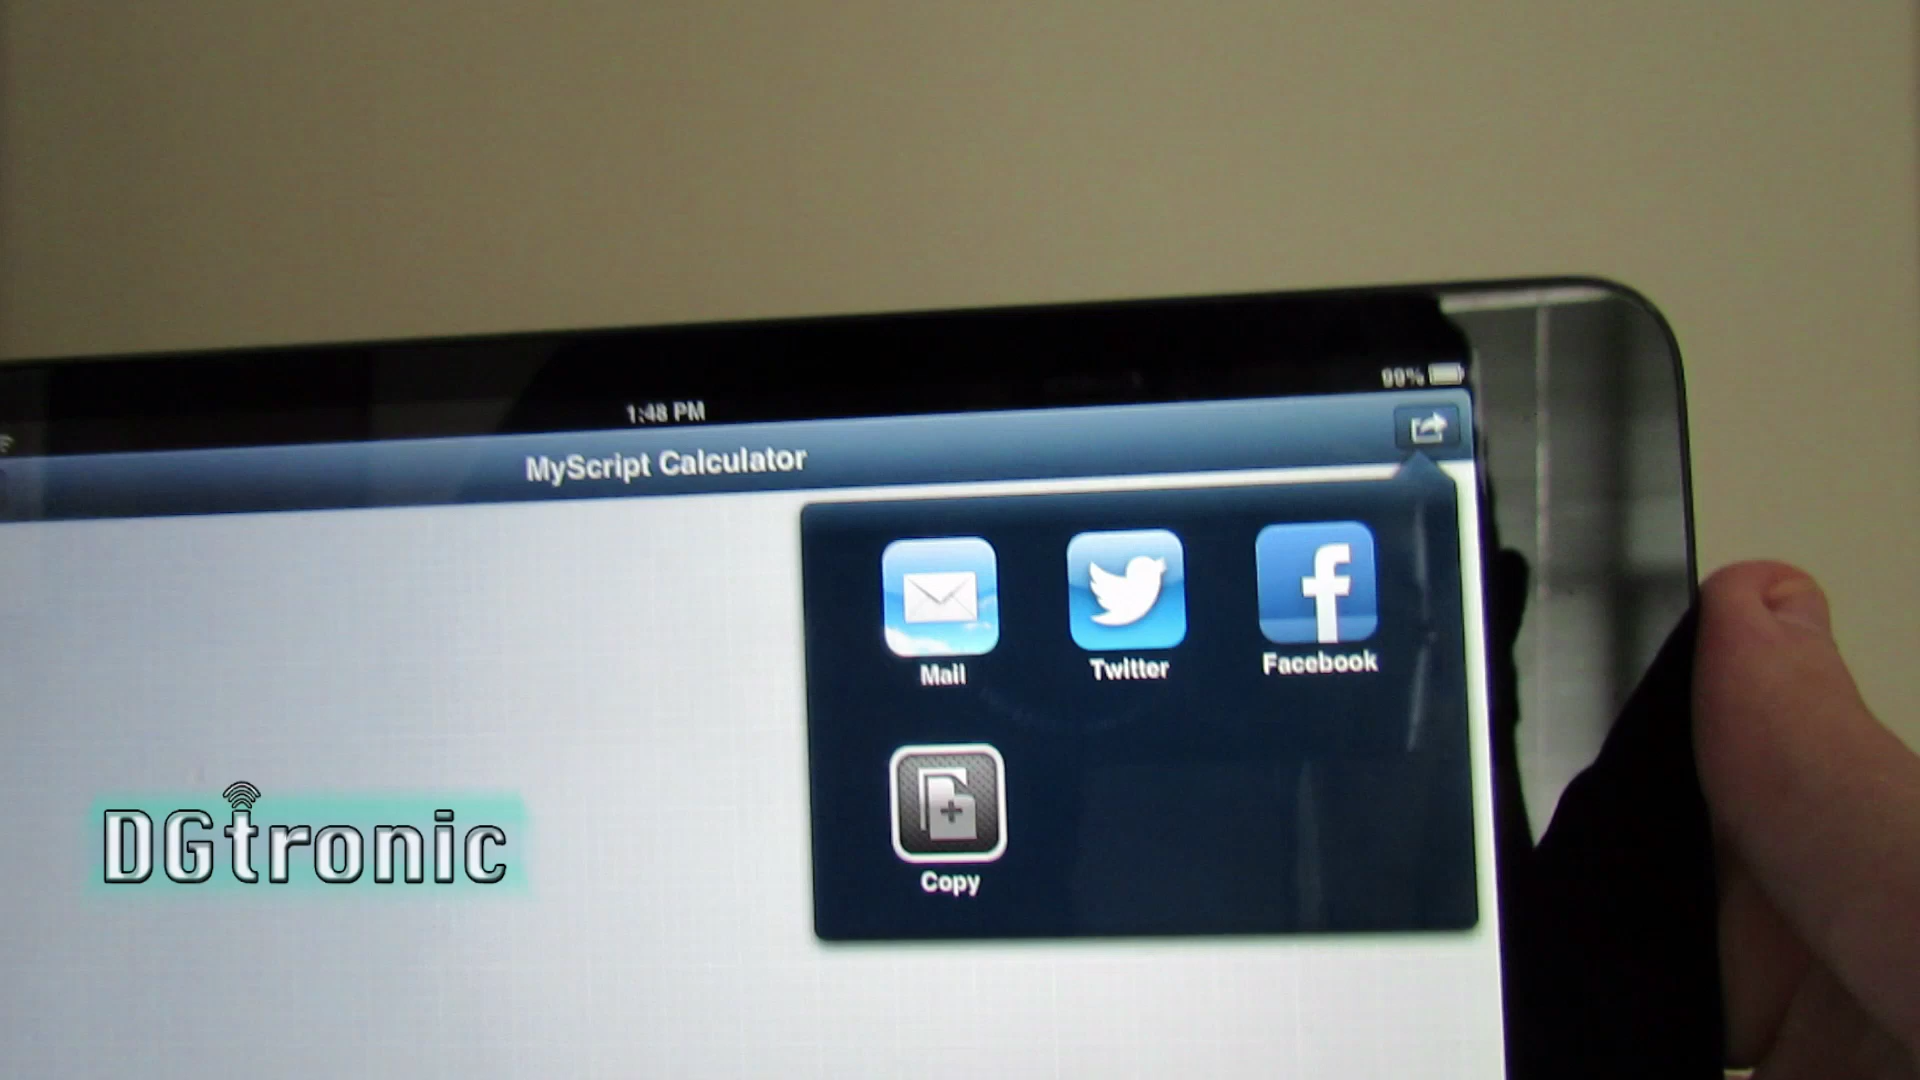 99%
1:48 PM
MyScript Calculator
Mail
Twitter
Facebook
Copy
DGtronic